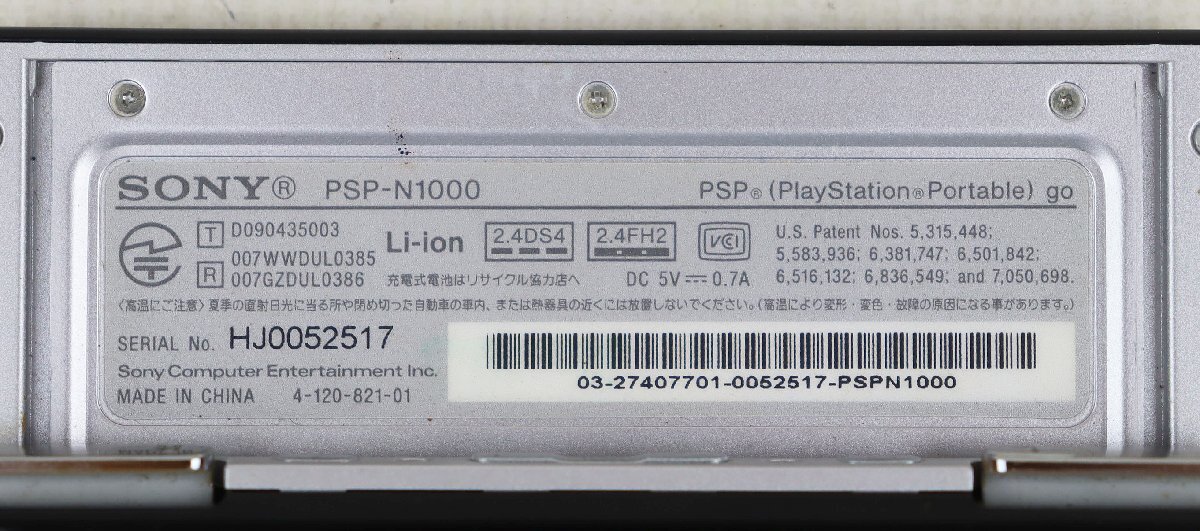 SONY® PSP-N1000 PSP®(PlayStation®Portable) go
T D090435003
007WWDUL0385
R 007GZDUL0386
Li-ion 2.4DS4 2.4FH2 VCI
充電式電池はリサイクル協力店へ DC 5V⎓0.7A
U.S. Patent Nos. 5,315,448;
5,583,936; 6,381,747; 6,501,842;
6,516,132; 6,836,549; and 7,050,698.
〈高温にご注意〉夏季の直射日光に当る所や閉め切った自動車の車内、または熱器具の近くには放置しないでください。(高温により変形・変色・故障の原因になる事があります。)
SERIAL No. HJ0052517
Sony Computer Entertainment Inc.
MADE IN CHINA 4-120-821-01
03-27407701-0052517-PSPN1000